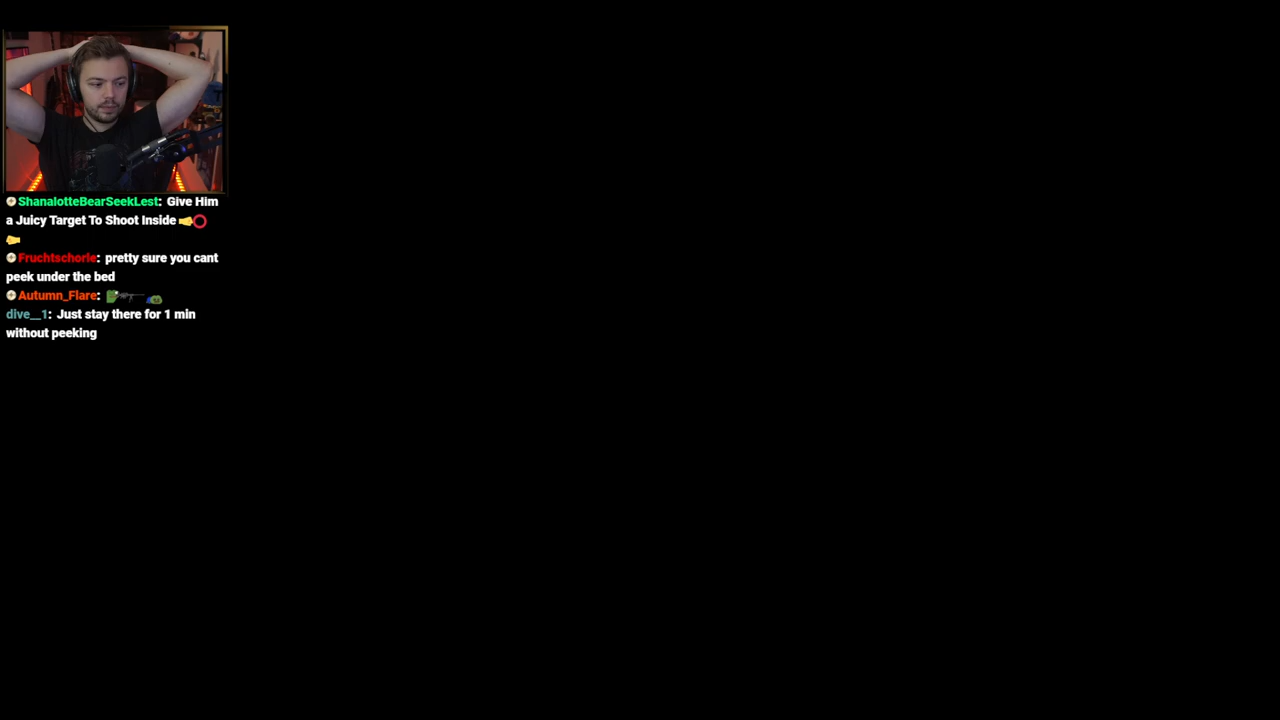 ShanalotteBearSeekLest: Give Him
a Juicy Target To Shoot Inside
Fruchtschorle: pretty sure you cant
peek under the bed
Autumn_Flare:
dive__1: Just stay there for 1 min
without peeking